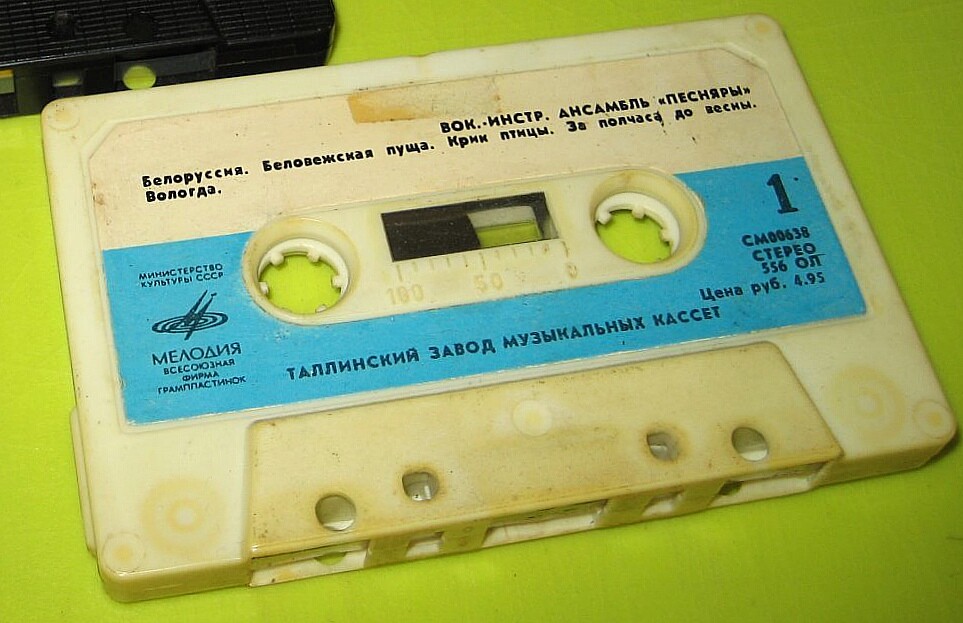 ВОК.-ИНСТР. АНСАМБЛЬ «ПЕСНЯРЫ»
Белоруссия. Беловежская пуща. Крик птицы. За полчаса до весны.
Вологда.
1
СМ00638
СТЕРЕО
556 ОЛ
Цена руб. 4.95
МИНИСТЕРСТВО
КУЛЬТУРЫ СССР
МЕЛОДИЯ
ВСЕСОЮЗНАЯ
ФИРМА
ГРАМПЛАСТИНОК
100 50 0
ТАЛЛИНСКИЙ ЗАВОД МУЗЫКАЛЬНЫХ КАССЕТ